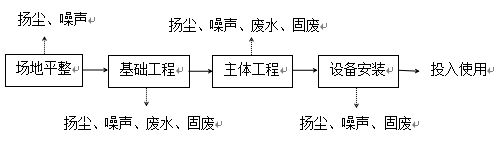 扬尘、噪声
扬尘、噪声、废水、固废
场地平整
基础工程
主体工程
设备安装
投入使用
扬尘、噪声、废水、固废
扬尘、噪声、固废